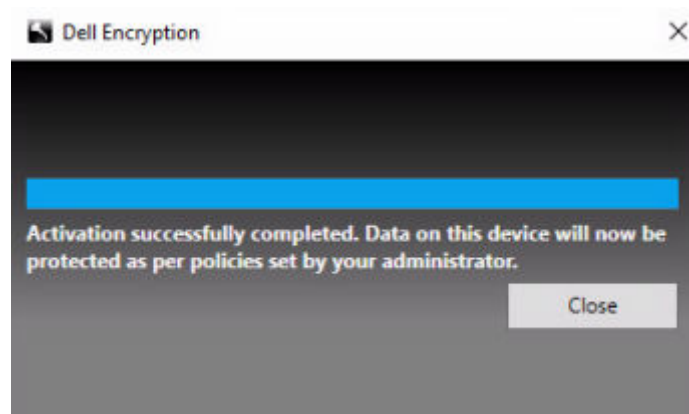 Dell Encryption
Activation successfully completed. Data on this device will now be
protected as per policies set by your administrator.
Close